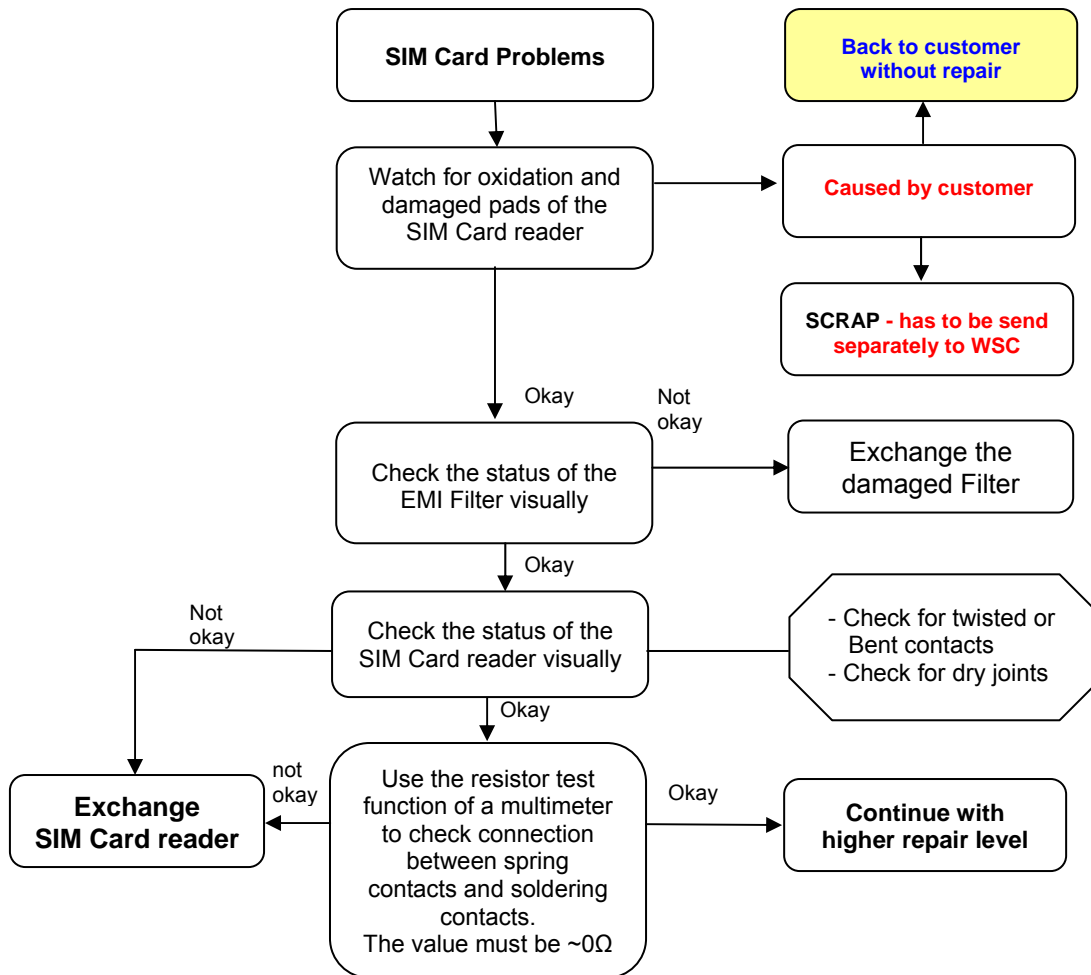 SIM Card Problems
Back to customer
without repair
Watch for oxidation and
damaged pads of the
SIM Card reader
Caused by customer
SCRAP - has to be send
separately to WSC
Okay
Not
okay
Check the status of the
EMI Filter visually
Exchange the
damaged Filter
Okay
Not
okay
Check the status of the
SIM Card reader visually
- Check for twisted or
Bent contacts
- Check for dry joints
Okay
Exchange
SIM Card reader
not
okay
Use the resistor test
function of a multimeter
to check connection
between spring
contacts and soldering
contacts.
The value must be ~0Ω
Okay
Continue with
higher repair level